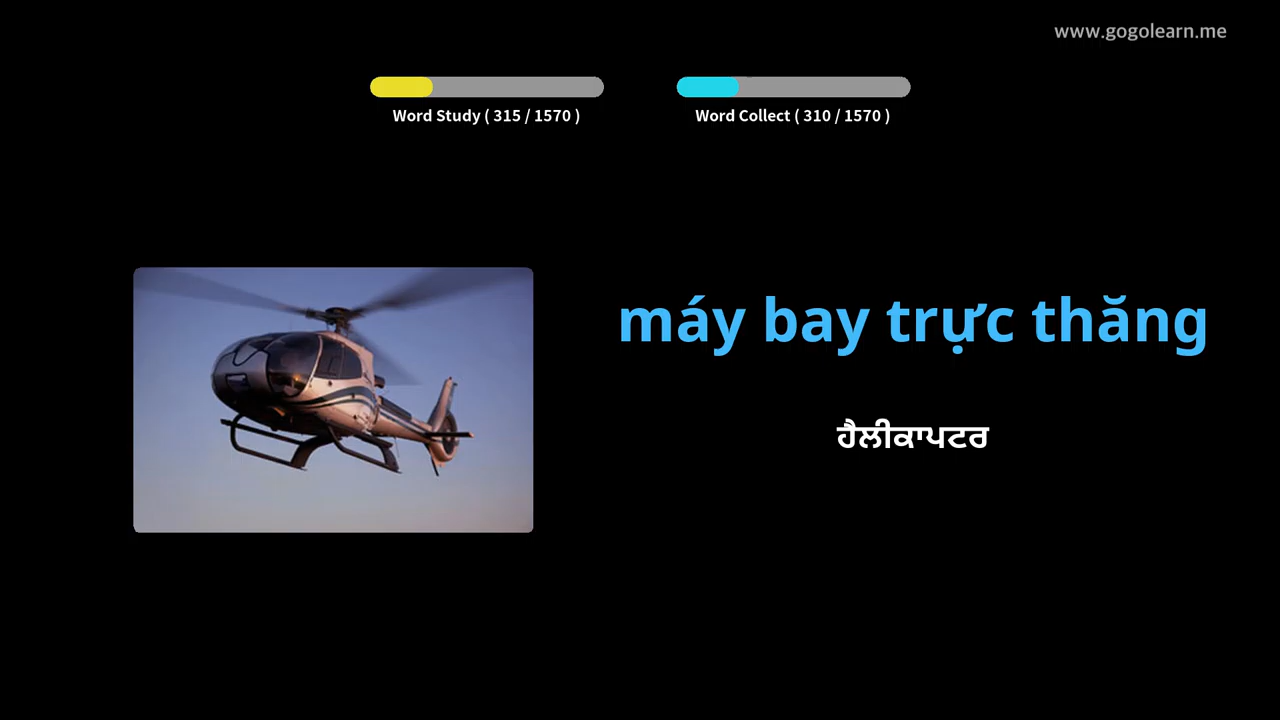 www.gogolearn.me
Word Study ( 315 / 1570 )
Word Collect ( 310 / 1570 )
máy bay trực thăng
ਹੈਲੀਕਾਪਟਰ